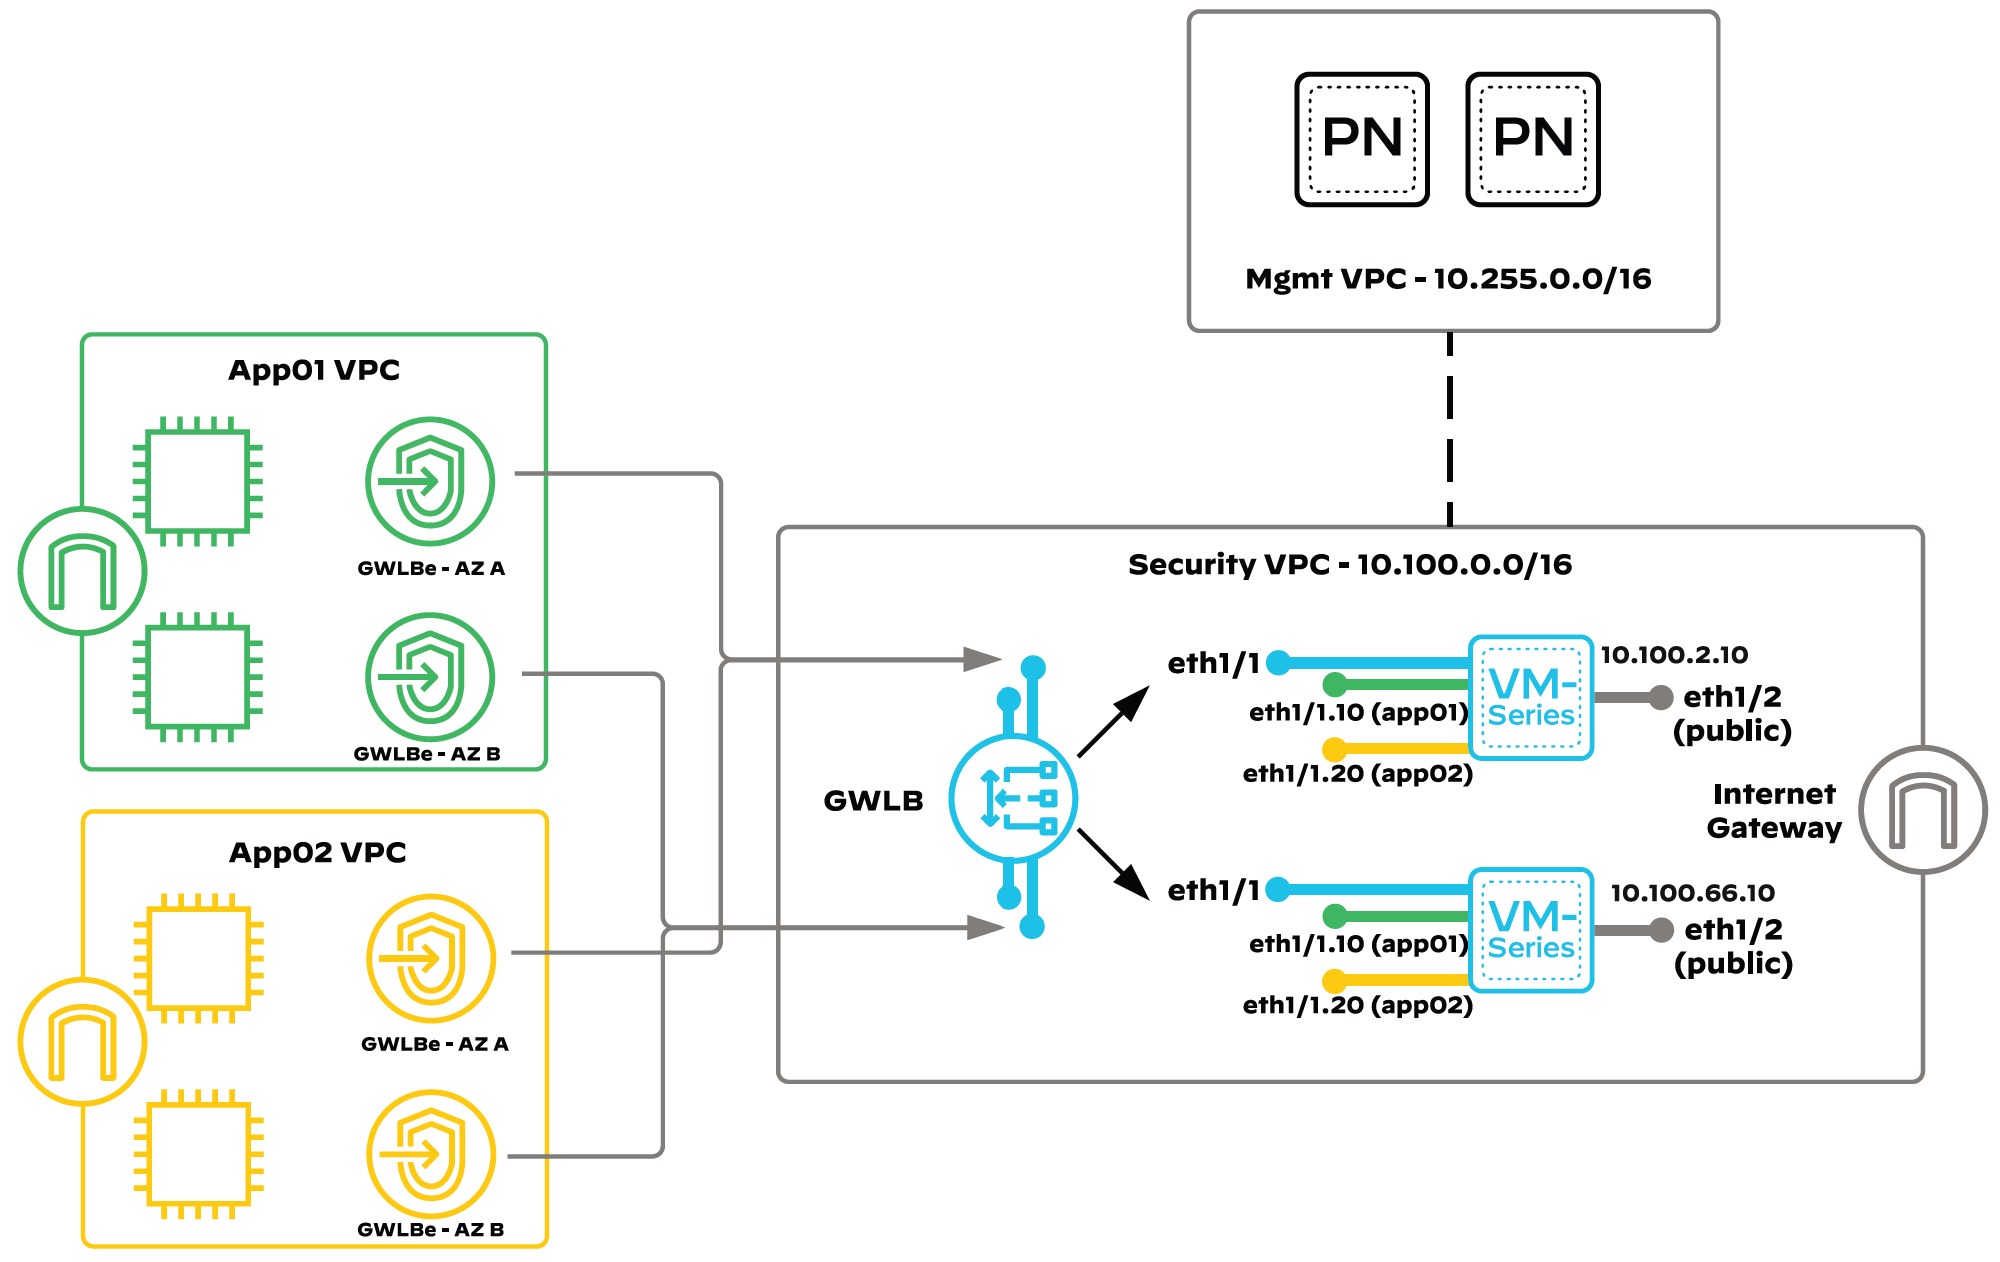 PN
PN
Mgmt VPC - 10.255.0.0/16
App01 VPC
GWLBe - AZ A
GWLBe - AZ B
App02 VPC
GWLBe - AZ A
GWLBe - AZ B
Security VPC - 10.100.0.0/16
GWLB
eth1/1
eth1/1.10 (app01)
eth1/1.20 (app02)
VM-
Series
10.100.2.10
eth1/2
(public)
Internet
Gateway
eth1/1
eth1/1.10 (app01)
eth1/1.20 (app02)
VM-
Series
10.100.66.10
eth1/2
(public)